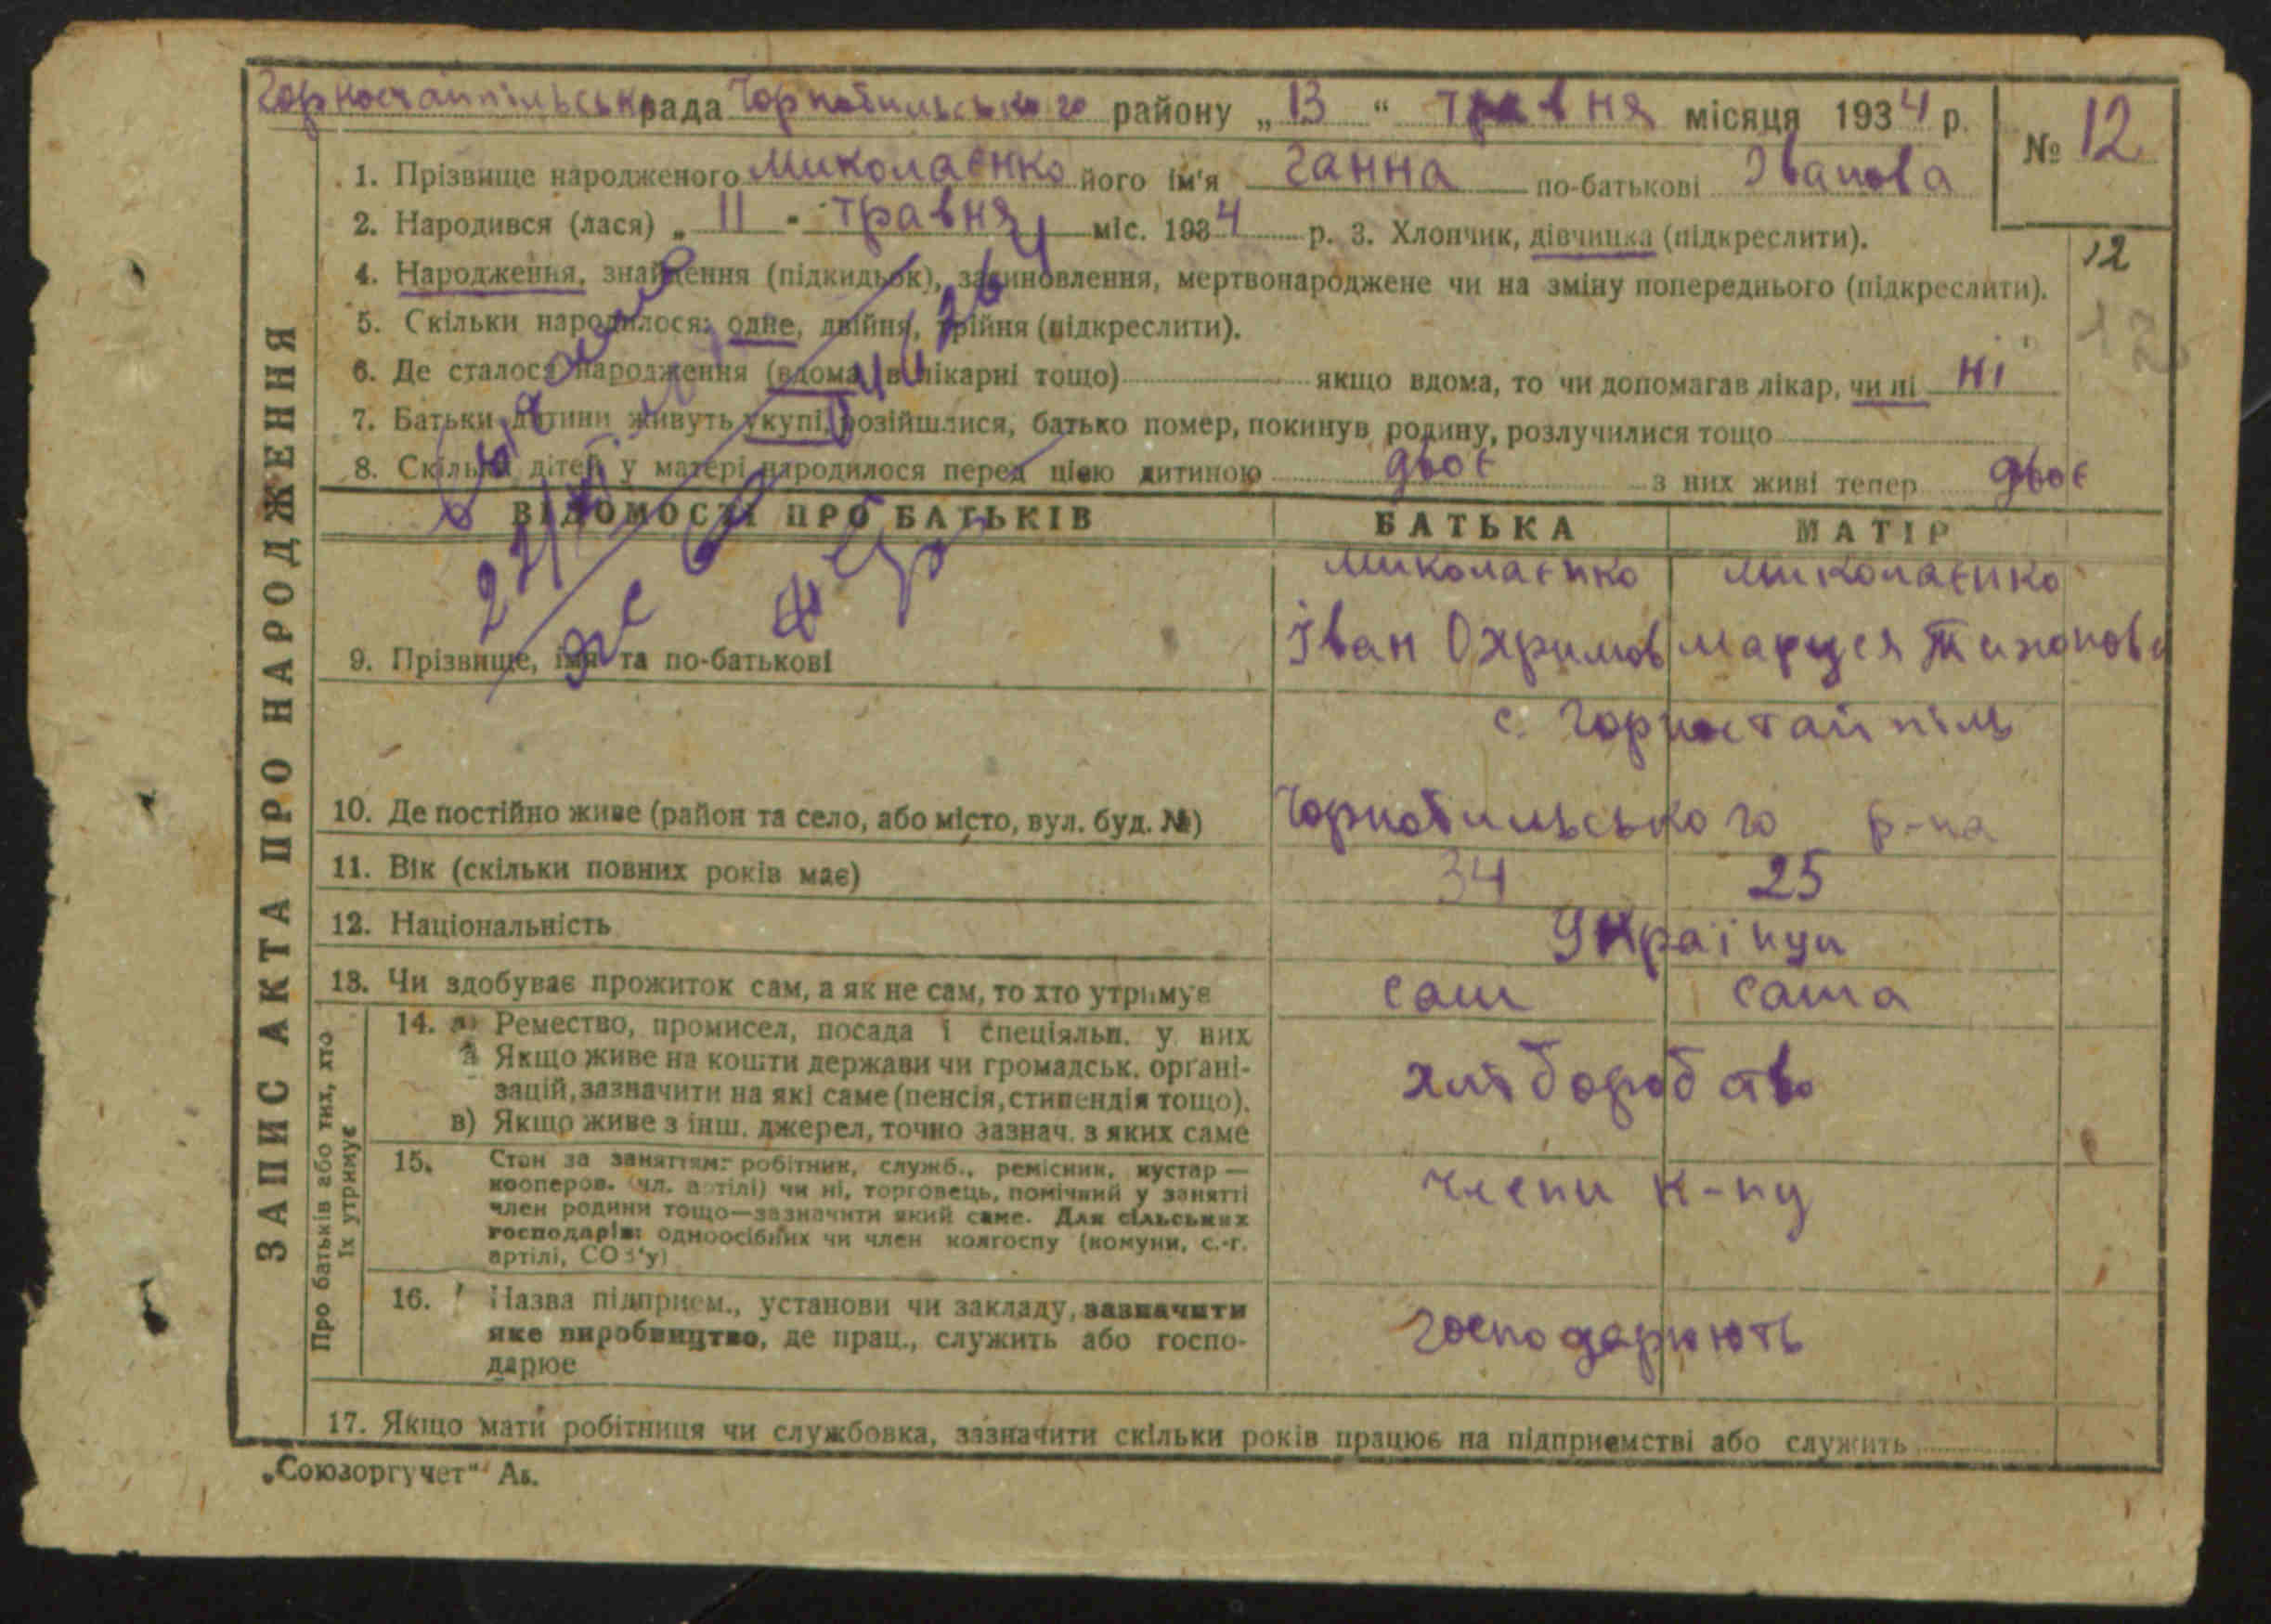 Горностайпільська рада Чорнобильського району „13" травня місяця 1934 р.
№ 12
1. Прізвище народженого Миколаєнко його ім'я Ганна по-батькові Іванова
2. Народився (лася) „11" травня міс. 1934 р. 3. Хлопчик, дівчинка (підкреслити).
12
4. Народження, знайдення (підкидьок), задиновлення, мертвонароджене чи на зміну попереднього (підкреслити).
5. Скільки народилося: одне, двійня, трійня (підкреслити).
6. Де сталося народження (вдома, в лікарні тощо) якщо вдома, то чи допомагав лікар, чи ні ні
7. Батьки дитини живуть укупі, розійшлися, батько помер, покинув родину, розлучилися тощо
8. Скільки дітей у матері народилося перед цією дитиною двоє з них живі тепер двоє
ВІДОМОСТІ ПРО БАТЬКІВ БАТЬКА МАТІР
Миколаєнко Миколаєнко
9. Прізвище, імя та по-батькові Іван Охримов Тихонова
с. Горностайпіль
10. Де постійно живе (район та село, або місто, вул. буд. №) Чорнобильського р-на
11. Вік (скільки повних років має) 34 25
12. Національність Українци
13. Чи здобуває прожиток сам, а як не сам, то хто утримує сам сама
14. а) Ремество, промисел, посада і спеціяльн. у них
Якщо живе на кошти держави чи громадськ. органі-
зацій, зазначити на які саме (пенсія, стипендія тощо).
в) Якщо живе з інш. джерел, точно зазнач. з яких саме
хліборобство
15. Стан за заняттям: робітник, служб., ремісник, кустар —
кооперов. (чл. артілі) чи ні, торговець, помічний у занятті
член родини тощо—зазначити який саме. Для сільських
господарів: одноосібних чи член колгоспу (комуни, с.-г.
артілі, СОЗ'у)
члени к-пу
16. Назва підприєм., установи чи закладу, зазначити
яке виробництво, де прац., служить або госпо-
дарює
господарюють
17. Якщо мати робітниця чи службовка, зазначити скільки років працює на підприємстві або служить
ЗАПИС АКТА ПРО НАРОДЖЕННЯ
Про батьків або тих, хто
їх утримує
„Союзоргучет" Ак.